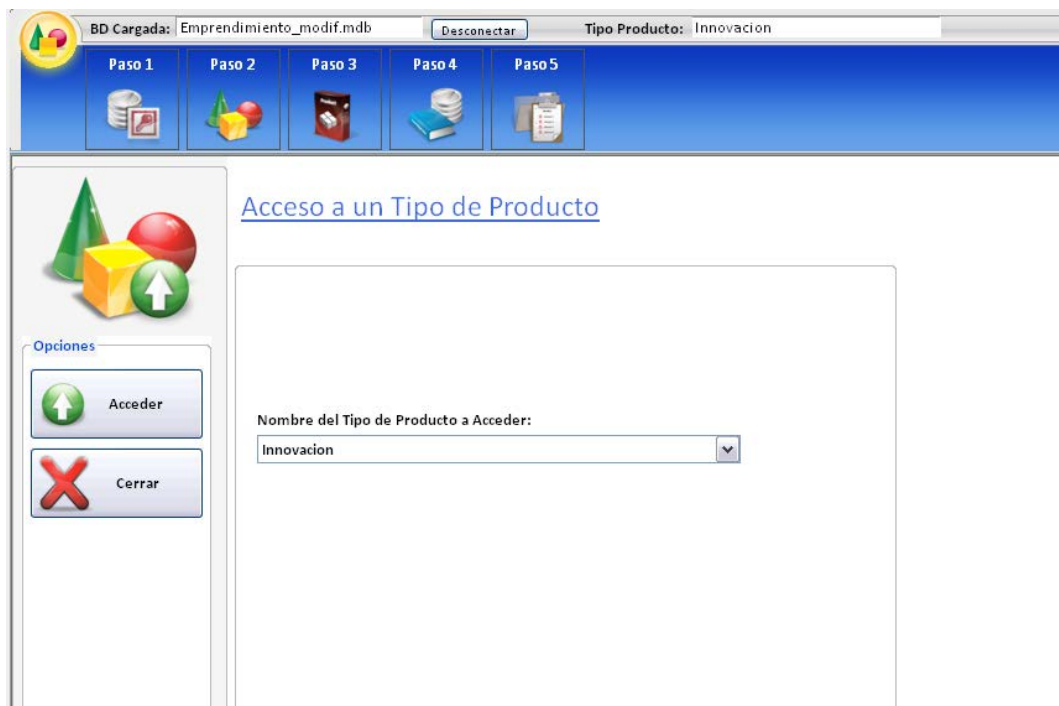 BD Cargada: Emprendimiento_modif.mdb Desconectar Tipo Producto: Innovacion
Paso 1 Paso 2 Paso 3 Paso 4 Paso 5
Acceso a un Tipo de Producto
Opciones
Acceder
Cerrar
Nombre del Tipo de Producto a Acceder:
Innovacion